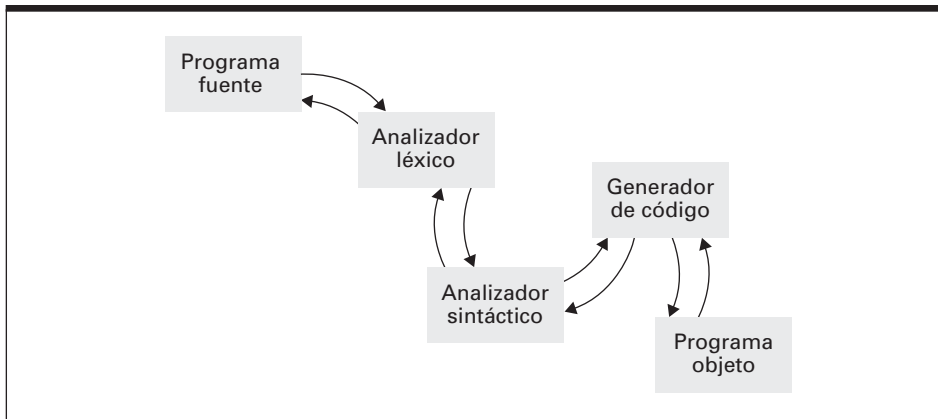 Programa
fuente
Analizador
léxico
Generador
de código
Analizador
sintáctico
Programa
objeto